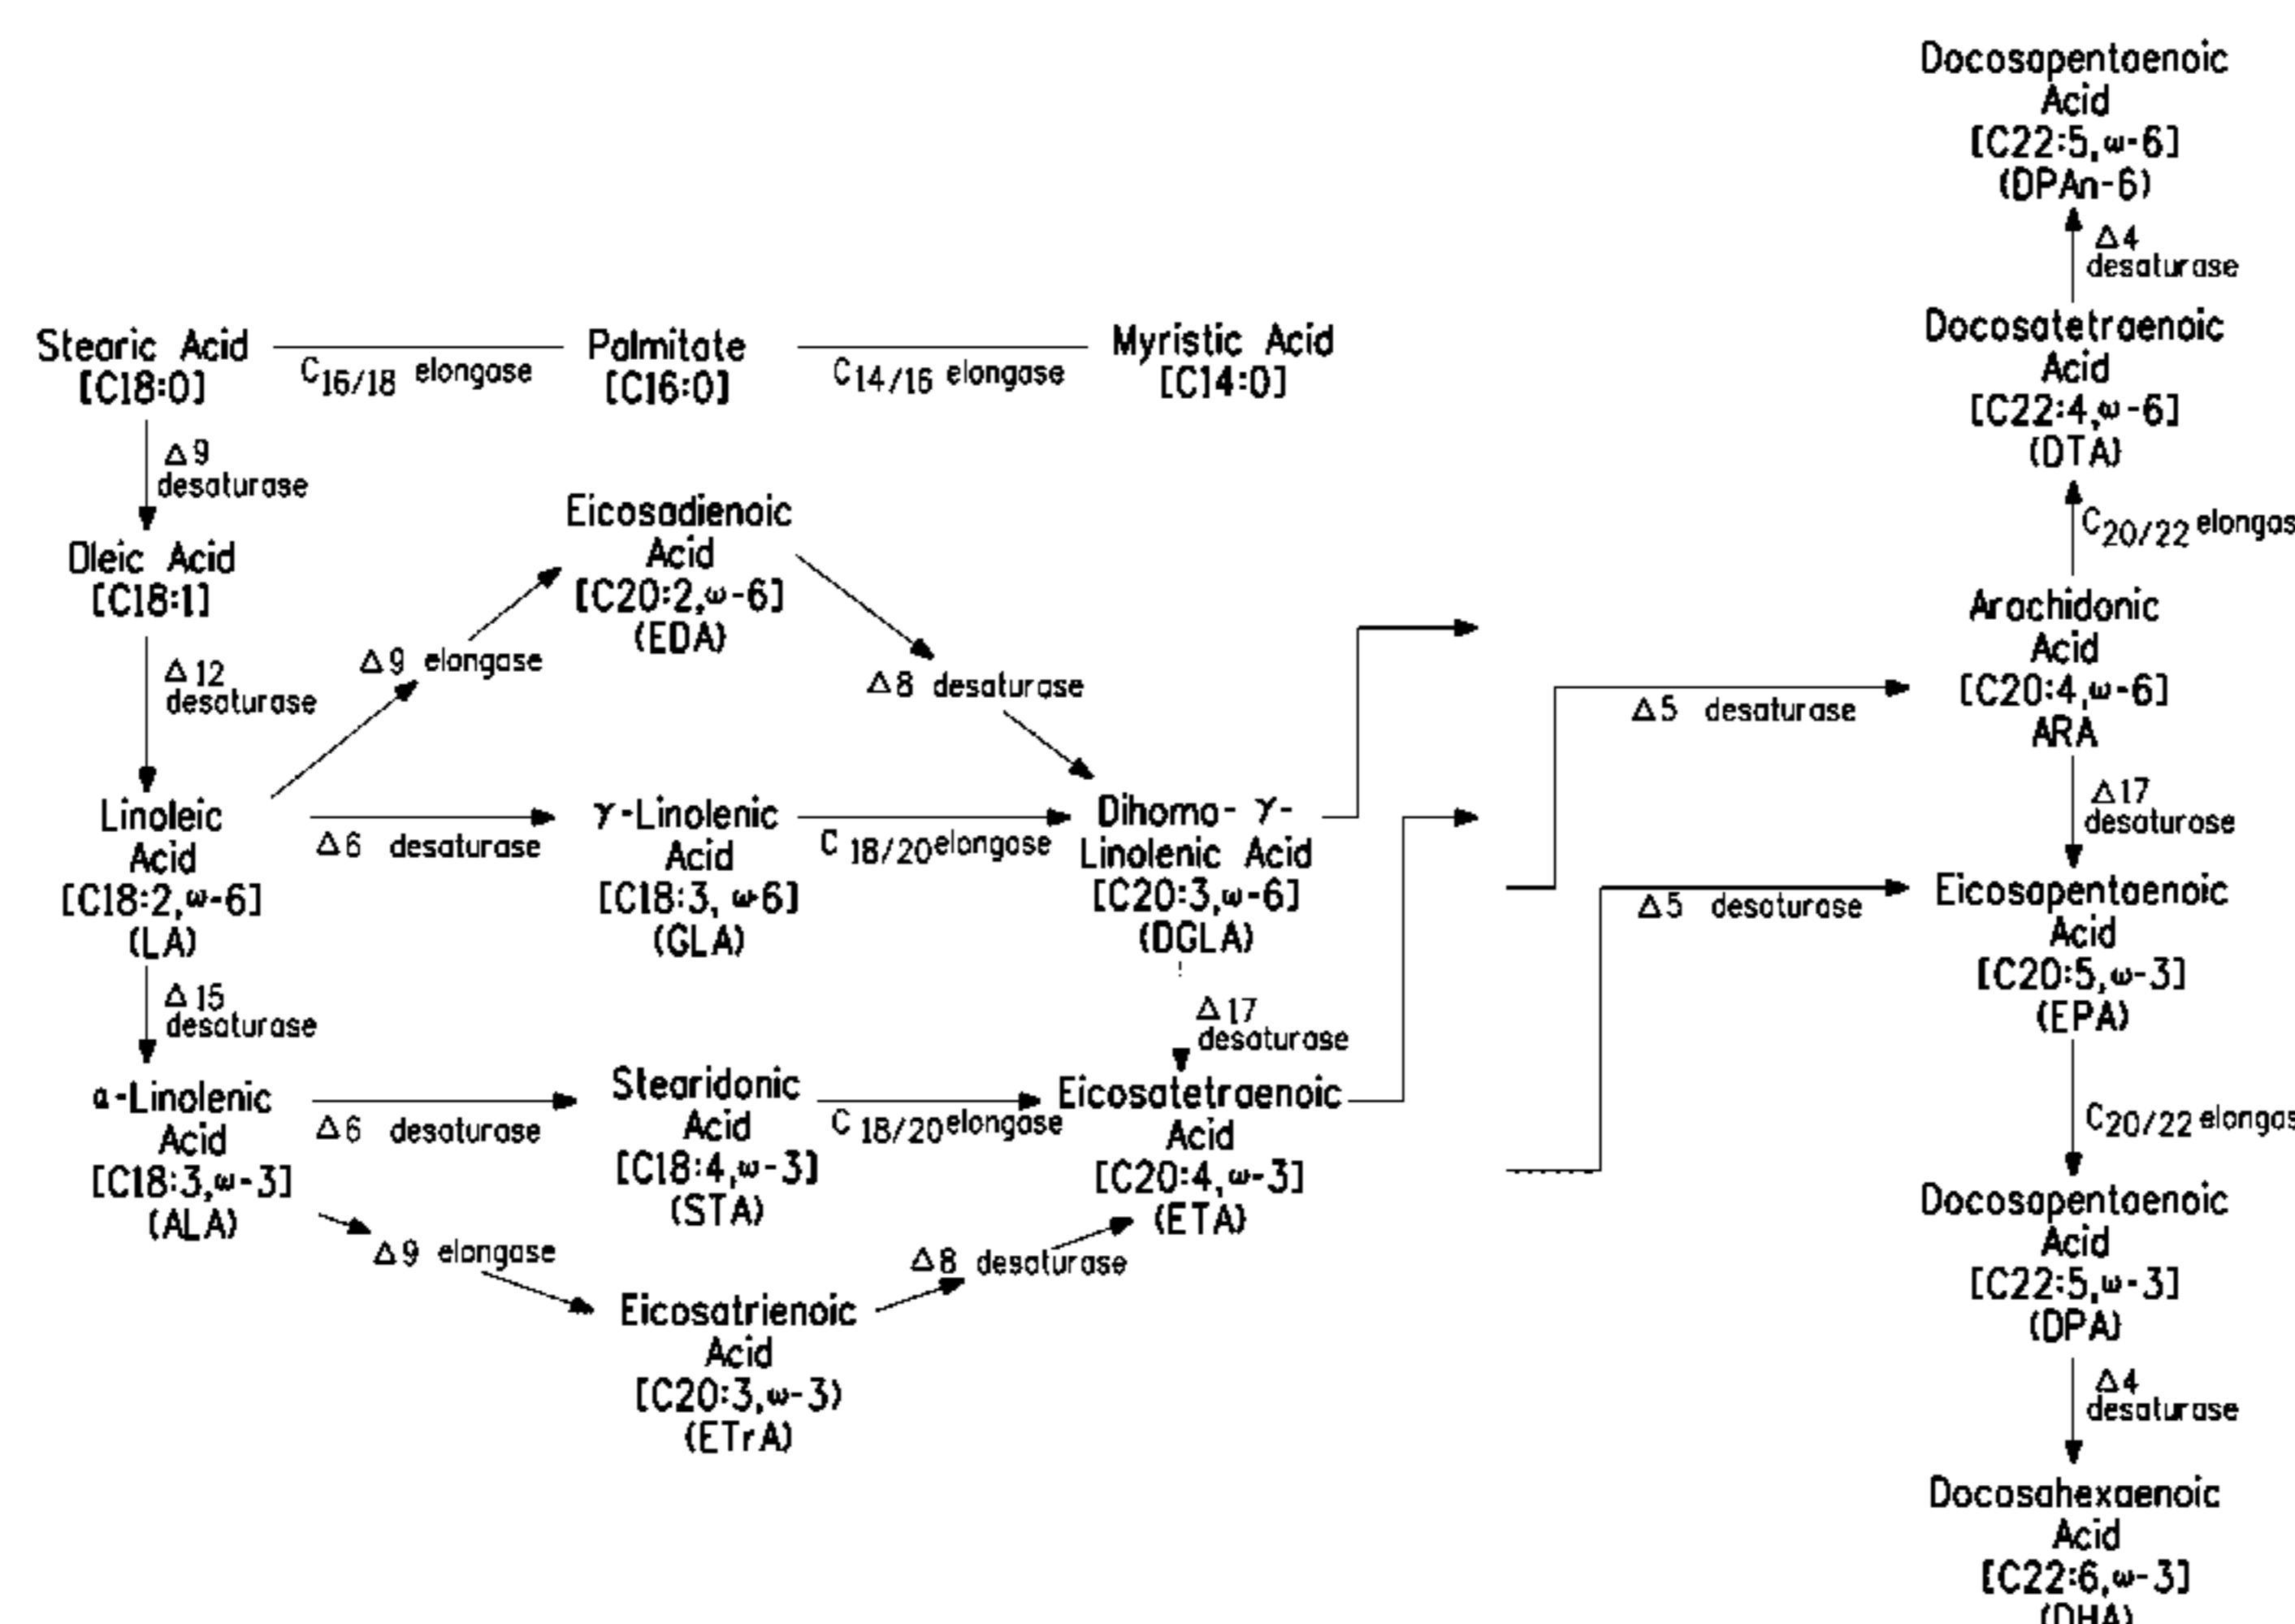 Docosapentaenoic
Acid
[C22:5,ω-6]
(DPAn-6)
Δ4
desaturase
Docosatetraenoic
Acid
[C22:4,ω-6]
(DTA)
Stearic Acid
[C18:0]
C16/18 elongase
Palmitate
[C16:0]
C14/16 elongase
Myristic Acid
[C14:0]
Δ9
desaturase
C20/22 elongas
Oleic Acid
[C18:1]
Eicosadienoic
Acid
[C20:2,ω-6]
(EDA)
Δ12
desaturase
Δ9 elongase
Δ8 desaturase
Arachidonic
Acid
[C20:4,ω-6]
ARA
Δ5 desaturase
Δ17
desaturase
Linoleic
Acid
[C18:2,ω-6]
(LA)
Δ6 desaturase
γ-Linolenic
Acid
[C18:3, ω-6]
(GLA)
C 18/20 elongase
Dihomo- γ-
Linolenic Acid
[C20:3,ω-6]
(DGLA)
Δ5 desaturase
Eicosapentaenoic
Acid
[C20:5,ω-3]
(EPA)
Δ15
desaturase
Δ17
desaturase
α-Linolenic
Acid
[C18:3,ω-3]
(ALA)
Δ6 desaturase
Stearidonic
Acid
[C18:4,ω-3]
(STA)
C 18/20 elongase
Eicosatetraenoic
Acid
[C20:4,ω-3]
(ETA)
C20/22 elongas
Δ9 elongase
Δ8 desaturase
Eicosatrienoic
Acid
[C20:3,ω-3)
(ETrA)
Docosapentaenoic
Acid
[C22:5,ω-3]
(DPA)
Δ4
desaturase
Docosahexaenoic
Acid
[C22:6,ω-3]
(DHA)